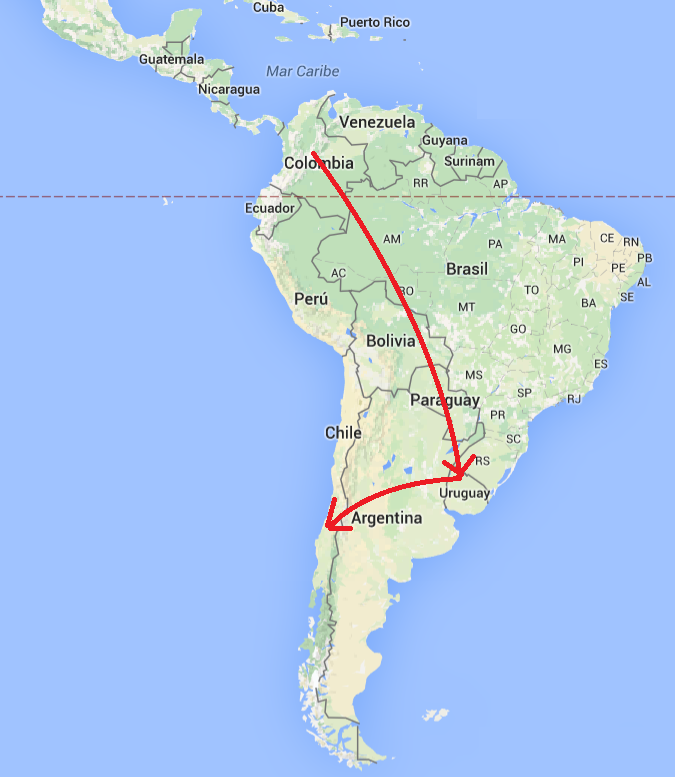 Cuba
Puerto Rico
Guatemala
Mar Caribe
Nicaragua
Venezuela
Guyana
Colombia
Surinam
RR
AP
Ecuador
AM
PA
MA
CE
RN
PB
PI
PE
AC
Brasil
AL
RO
TO
SE
Perú
MT
BA
GO
Bolivia
MG
ES
MS
SP
RJ
Paraguay
PR
Chile
SC
RS
Uruguay
Argentina